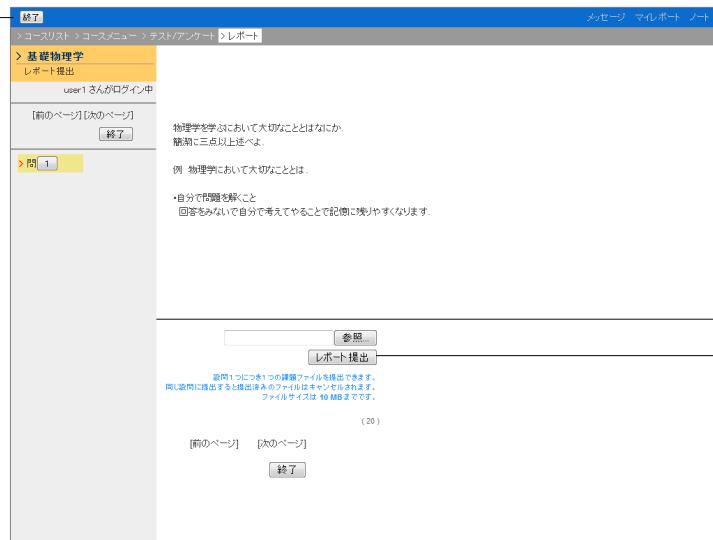 終了
メッセージ マイレポート ノート
> コースリスト > コースメニュー > テスト/アンケート > レポート
> 基礎物理学
レポート提出
user1 さんがログイン中
[前のページ] [次のページ]
終了
> 問 1
物理学を学ぶにおいて大切なこととはなにか.
簡潔に三点以上述べよ.
例 物理学において大切なこととは.
・自分で問題を解くこと
回答をみないで自分で考えてやることで記憶に残りやすくなります.
参照...
レポート提出
設問1つにつき1つの課題ファイルを提出できます。
同じ設問に提出すると提出済みのファイルはキャンセルされます。
ファイルサイズは 10 MBまでです。
( 20 )
[前のページ] [次のページ]
終了